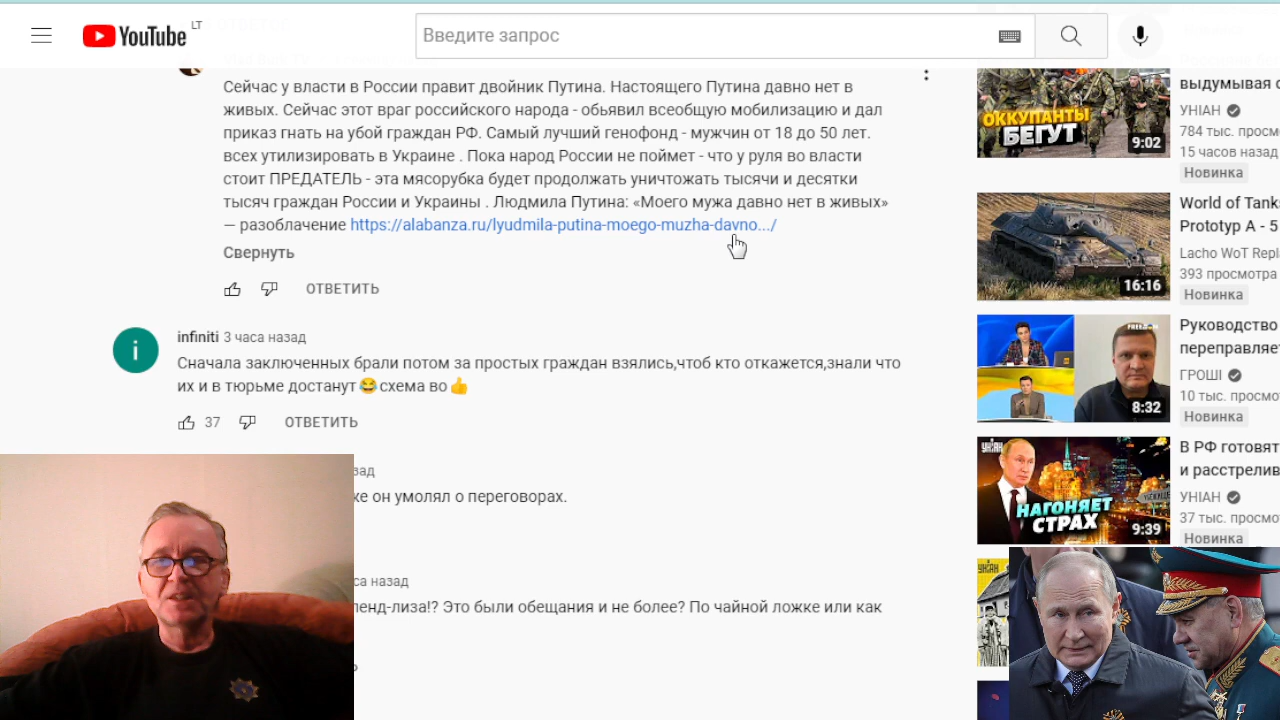 YouTube LT
Введите запрос
Сейчас у власти в России правит двойник Путина. Настоящего Путина давно нет в
живых. Сейчас этот враг российского народа - обьявил всеобщую мобилизацию и дал
приказ гнать на убой граждан РФ. Самый лучший генофонд - мужчин от 18 до 50 лет.
всех утилизировать в Украине . Пока народ России не поймет - что у руля во власти
стоит ПРЕДАТЕЛЬ - эта мясорубка будет продолжать уничтожать тысячи и десятки
тысяч граждан России и Украины . Людмила Путина: «Моего мужа давно нет в живых»
— разоблачение https://alabanza.ru/lyudmila-putina-moego-muzha-davno.../
Свернуть
ОТВЕТИТЬ
i
infiniti 3 часа назад
Сначала заключенных брали потом за простых граждан взялись,чтоб кто откажется,знали что
их и в тюрьме достанут😂схема во👍
37 ОТВЕТИТЬ
зад
же он умолял о переговорах.
са назад
ленд-лиза!? Это были обещания и не более? По чайной ложке или как
ОККУПАНТЫ
БЕГУТ
9:02
выдумывая с
УНІАН
784 тыс. просм
15 часов назад
Новинка
16:16
World of Tanks
Prototyp A - 5
Lacho WoT Repl
393 просмотра
Новинка
8:32
Руководство
переправляет
ГРОШІ
10 тыс. просмо
Новинка
УНІАН
НАГОНЯЕТ
СТРАХ
9:39
В РФ готовят
и расстрелив
УНІАН
37 тыс. просмо
Новинка
УНІАН